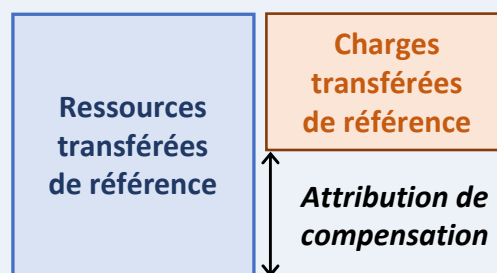 Ressources
transférées
de référence
Charges
transférées
de référence
Attribution de
compensation